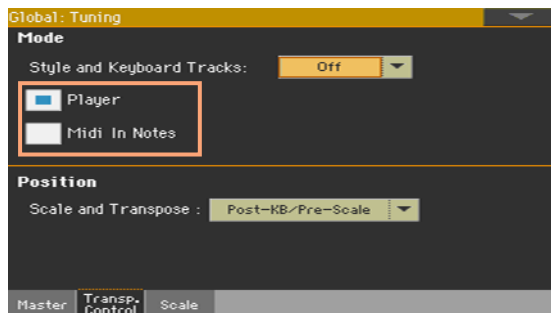 Global: Tuning
Mode
Style and Keyboard Tracks: Off
Player
Midi In Notes
Position
Scale and Transpose : Post-KB/Pre-Scale
Master Transp. Control Scale